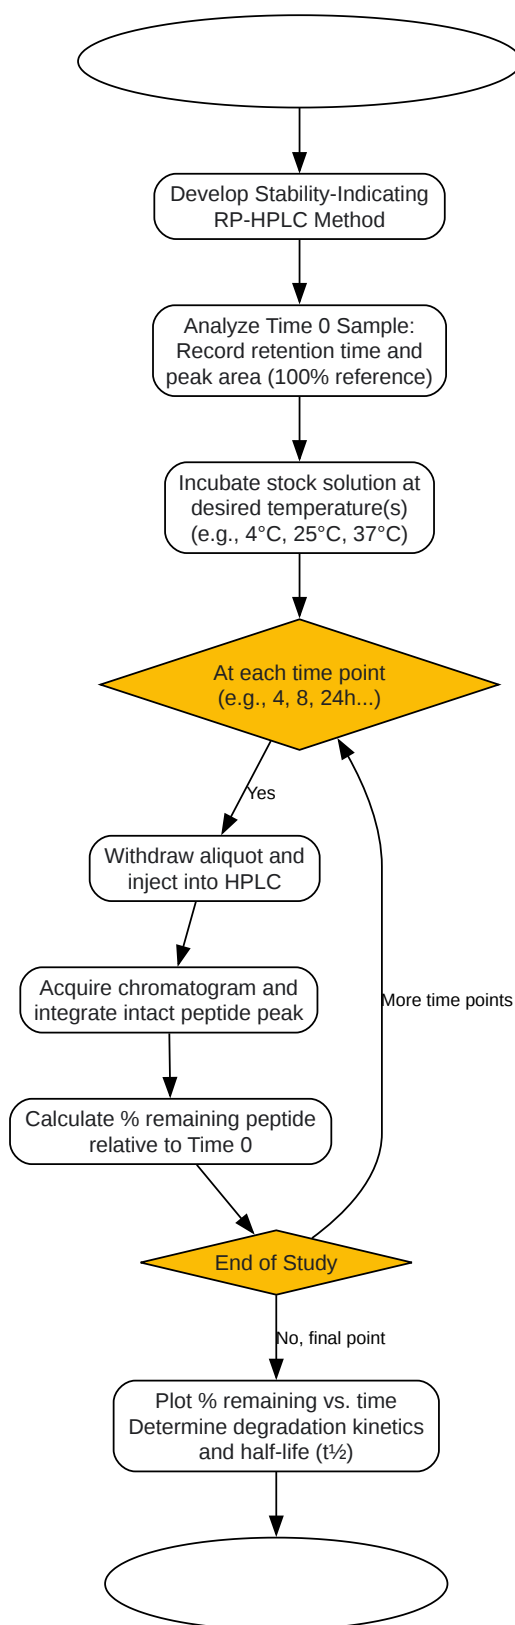 Develop Stability-Indicating
RP-HPLC Method
Analyze Time 0 Sample:
Record retention time and
peak area (100% reference)
Incubate stock solution at
desired temperature(s)
(e.g., 4°C, 25°C, 37°C)
At each time point
(e.g., 4, 8, 24h...)
Yes
Withdraw aliquot and
inject into HPLC
Acquire chromatogram and
integrate intact peptide peak
More time points
Calculate % remaining peptide
relative to Time 0
End of Study
No, final point
Plot % remaining vs. time
Determine degradation kinetics
and half-life (t½)